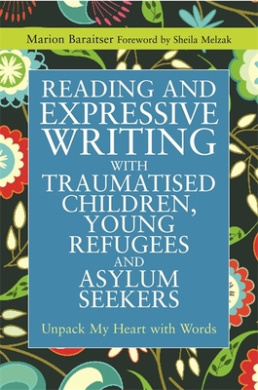 Marion Baraitser Foreword by Sheila Melzak
READING AND
EXPRESSIVE
WRITING
WITH
TRAUMATISED
CHILDREN,
YOUNG
REFUGEES
AND
ASYLUM
SEEKERS
Unpack My Heart with Words